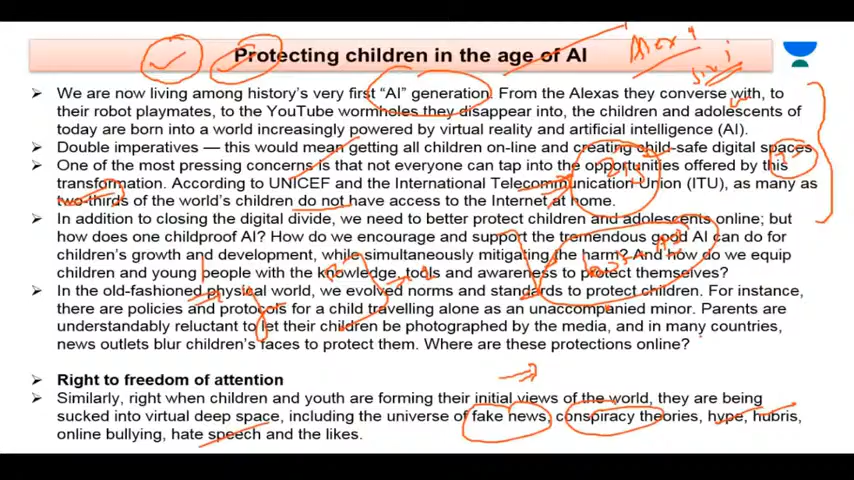 Protecting children in the age of AI
➤ We are now living among history's very first "AI" generation. From the Alexas they converse with, to
their robot playmates, to the YouTube wormholes they disappear into, the children and adolescents of
today are born into a world increasingly powered by virtual reality and artificial intelligence (AI).
➤ Double imperatives — this would mean getting all children on-line and creating child-safe digital spaces
➤ One of the most pressing concerns is that not everyone can tap into the opportunities offered by this
transformation. According to UNICEF and the International Telecommunication Union (ITU), as many as
two-thirds of the world's children do not have access to the Internet at home.
➤ In addition to closing the digital divide, we need to better protect children and adolescents online; but
how does one childproof AI? How do we encourage and support the tremendous good AI can do for
children's growth and development, while simultaneously mitigating the harm? And how do we equip
children and young people with the knowledge, tools and awareness to protect themselves?
➤ In the old-fashioned physical world, we evolved norms and standards to protect children. For instance,
there are policies and protocols for a child travelling alone as an unaccompanied minor. Parents are
understandably reluctant to let their children be photographed by the media, and in many countries,
news outlets blur children's faces to protect them. Where are these protections online?
➤ Right to freedom of attention
➤ Similarly, right when children and youth are forming their initial views of the world, they are being
sucked into virtual deep space, including the universe of fake news, conspiracy theories, hype, hubris,
online bullying, hate speech and the likes.